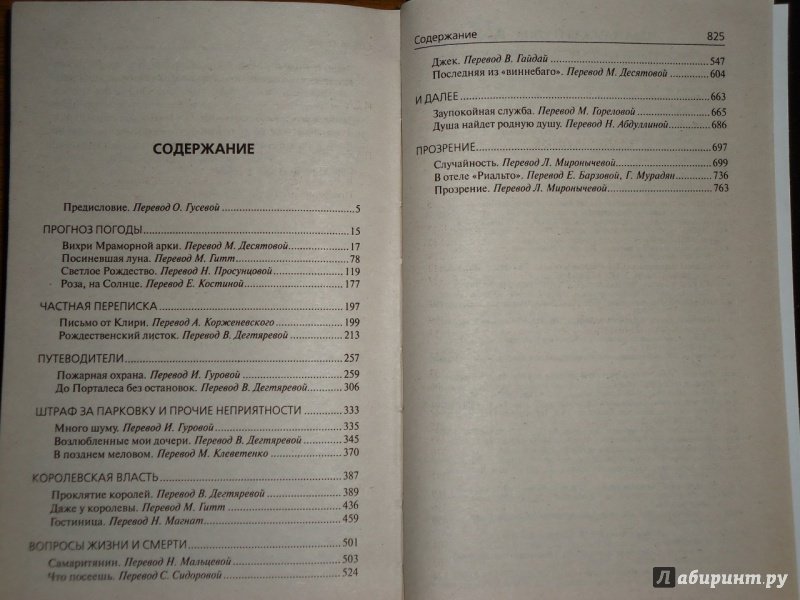 СОДЕРЖАНИЕ
Предисловие. Перевод О. Гусевой 5
ПРОГНОЗ ПОГОДЫ 15
Вихри Мраморной арки. Перевод М. Десятовой 17
Посиневшая луна. Перевод М. Гитт 78
Светлое Рождество. Перевод Н. Просунцовой 119
Роза, на Солнце. Перевод Е. Костиной 177
ЧАСТНАЯ ПЕРЕПИСКА 197
Письмо от Клири. Перевод А. Корженевского 199
Рождественский листок. Перевод В. Дегтяревой 213
ПУТЕВОДИТЕЛИ 257
Пожарная охрана. Перевод И. Гуровой 259
До Порталеса без остановок. Перевод В. Дегтяревой 306
ШТРАФ ЗА ПАРКОВКУ И ПРОЧИЕ НЕПРИЯТНОСТИ 333
Много шуму. Перевод И. Гуровой 335
Возлюбленные мои дочери. Перевод В. Дегтяревой 345
В позднем меловом. Перевод М. Клеветенко 370
КОРОЛЕВСКАЯ ВЛАСТЬ 387
Проклятие королей. Перевод В. Дегтяревой 389
Даже у королевы. Перевод М. Гитт 436
Гостиница. Перевод Н. Магнат 459
ВОПРОСЫ ЖИЗНИ И СМЕРТИ 501
Самаритянин. Перевод Н. Мальцевой 503
Что посеешь. Перевод С. Сидоровой 524
Содержание 825
Джек. Перевод В. Гайдай 547
Последняя из «виннебаго». Перевод М. Десятовой 604
И ДАЛЕЕ 663
Заупокойная служба. Перевод М. Гореловой 665
Душа найдет родную душу. Перевод Н. Абдуллиной 686
ПРОЗРЕНИЕ 697
Случайность. Перевод Л. Миронычевой 699
В отеле «Риальто». Перевод Е. Барзовой, Г. Мурадян 736
Прозрение. Перевод Л. Миронычевой 763
Лабиринт.ру